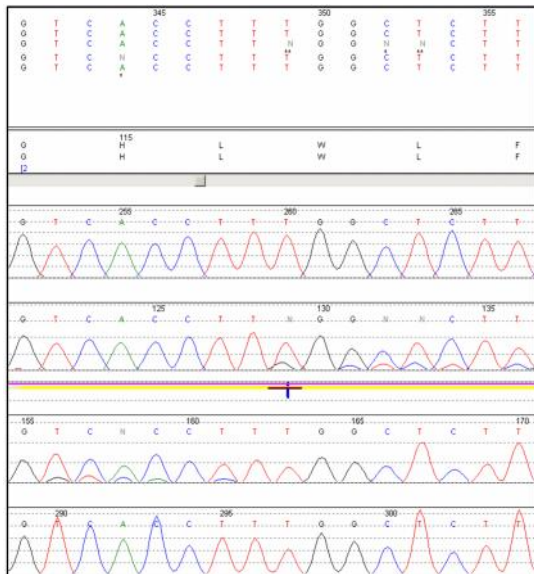 345 350 355
G T C A C C T T T G G C T C T T
G T C A C C T T T G G C T C T T
G T C A C C T T N G G N N C T T
G T C N C C T T T G G C T C T T
G T C A C C T T T G G C T C T T
115
G H L W L F
G H L W L F
255 260 265
G T C A C C T T T G G C T C T T
125 130 135
G T C A C C T T N G G N N C T T
155 160 165 170
G T C N C C T T T G G C T C T T
290 295 300
G T C A C C T T T G G C T C T T